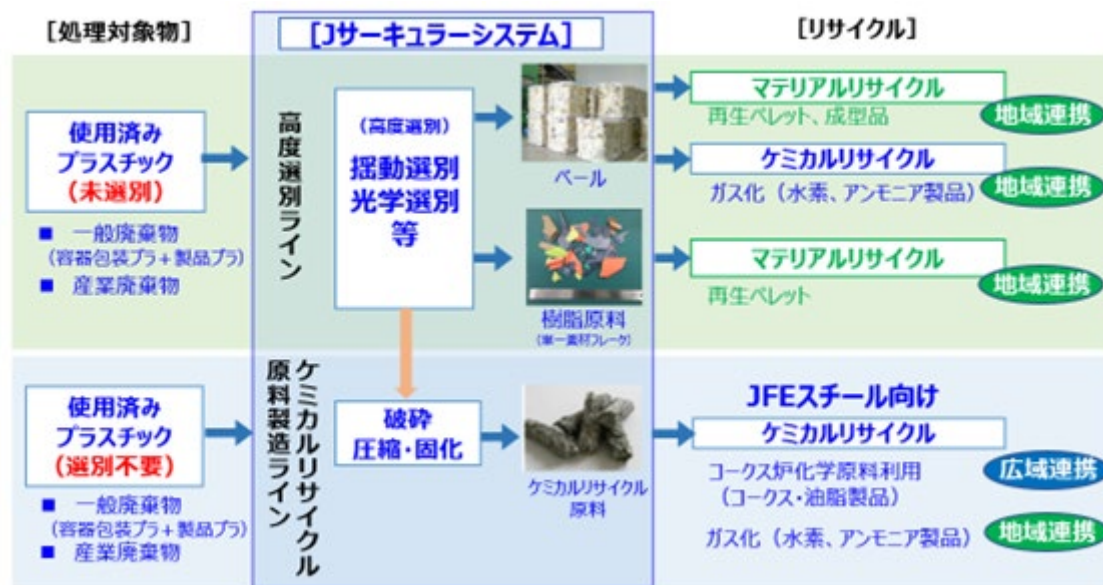 [処理対象物]
[Jサーキュラーシステム]
[リサイクル]
使用済み
プラスチック
(未選別)
■ 一般廃棄物
(容器包装プラ+製品プラ)
■ 産業廃棄物
高度選別ライン
(高度選別)
揺動選別
光学選別
等
ベール
樹脂原料
(単一素材フレーク)
マテリアルリサイクル
再生ペレット、成型品
地域連携
ケミカルリサイクル
ガス化(水素、アンモニア製品)
地域連携
マテリアルリサイクル
再生ペレット
地域連携
使用済み
プラスチック
(選別不要)
■ 一般廃棄物
(容器包装プラ+製品プラ)
■ 産業廃棄物
ケミカルリサイクル
原料製造ライン
破砕
圧縮・固化
ケミカルリサイクル
原料
JFEスチール向け
ケミカルリサイクル
コークス炉化学原料利用
(コークス・油脂製品)
広域連携
ガス化(水素、アンモニア製品)
地域連携